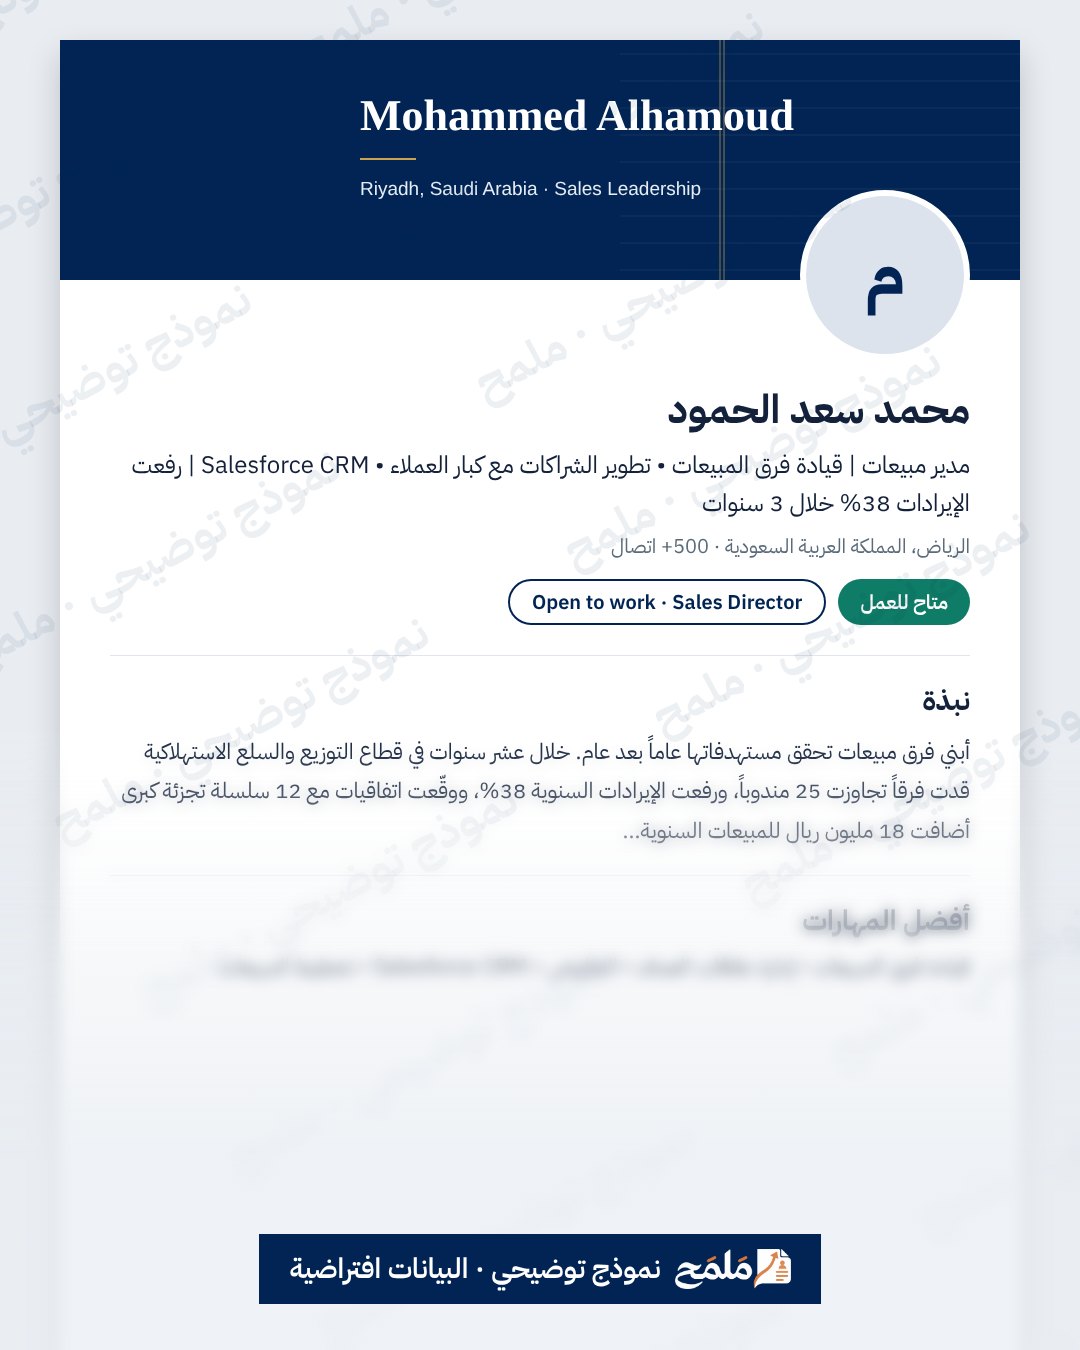 Mohammed Alhamoud
Riyadh, Saudi Arabia · Sales Leadership
م
محمد سعد الحمود
مدير مبيعات | قيادة فرق المبيعات • تطوير الشراكات مع كبار العملاء • Salesforce CRM | رفعت
الإيرادات 38% خلال 3 سنوات
الرياض، المملكة العربية السعودية · 500+ اتصال
متاح للعمل
Open to work · Sales Director
نبذة
أبني فرق مبيعات تحقق مستهدفاتها عاماً بعد عام. خلال عشر سنوات في قطاع التوزيع والسلع الاستهلاكية
قدت فرقاً تجاوزت 25 مندوباً، ورفعت الإيرادات السنوية 38%، ووقّعت اتفاقيات مع 12 سلسلة تجزئة كبرى
أضافت 18 مليون ريال للمبيعات السنوية...
أفضل المهارات
مَلمَح نموذج توضيحي · البيانات افتراضية
نموذج توضيحي · ملمح